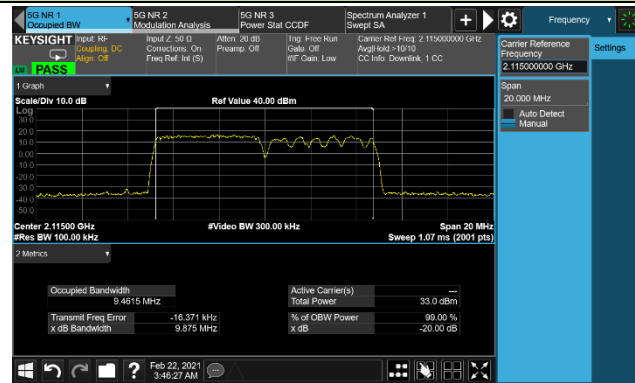 5G NR 1
Occupied BW
5G NR 2
Modulation Analysis
5G NR 3
Power Stat CCDF
Spectrum Analyzer 1
Swept SA
+
Frequency
KEYSIGHT
Input: RF
Coupling: DC
Align: Off
Input Z: 50 Ω
Corrections: On
Freq Ref: Int (S)
Atten: 20 dB
Preamp: Off
Trig: Free Run
Gate: Off
#IF Gain: Low
Carrier Ref Freq: 2.115000000 GHz
Avg|Hold:>10/10
CC Info: Downlink, 1 CC
LM PASS
Carrier Reference
Frequency
2.115000000 GHz
Settings
Span
20.000 MHz
Auto Detect
Manual
1 Graph
Scale/Div 10.0 dB
Ref Value 40.00 dBm
Log
30.0
20.0
10.0
0.00
-10.0
-20.0
-30.0
-40.0
-50.0
Center 2.11500 GHz
#Video BW 300.00 kHz
Span 20 MHz
#Res BW 100.00 kHz
Sweep 1.07 ms (2001 pts)
2 Metrics
Occupied Bandwidth
9.4615 MHz
Active Carrier(s)
---
Total Power
33.0 dBm
Transmit Freq Error
-16.371 kHz
% of OBW Power
99.00 %
x dB Bandwidth
9.875 MHz
x dB
-20.00 dB
?
Feb 22, 2021
3:46:27 AM